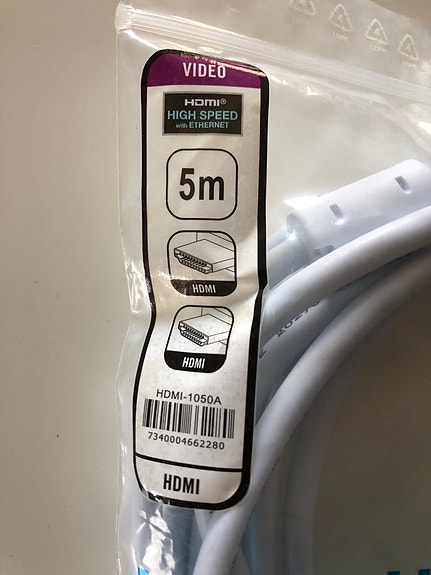 VIDEO
HDMI®
HIGH SPEED
with ETHERNET
5m
HDMI
HDMI
HDMI-1050A
7340004662280
HDMI